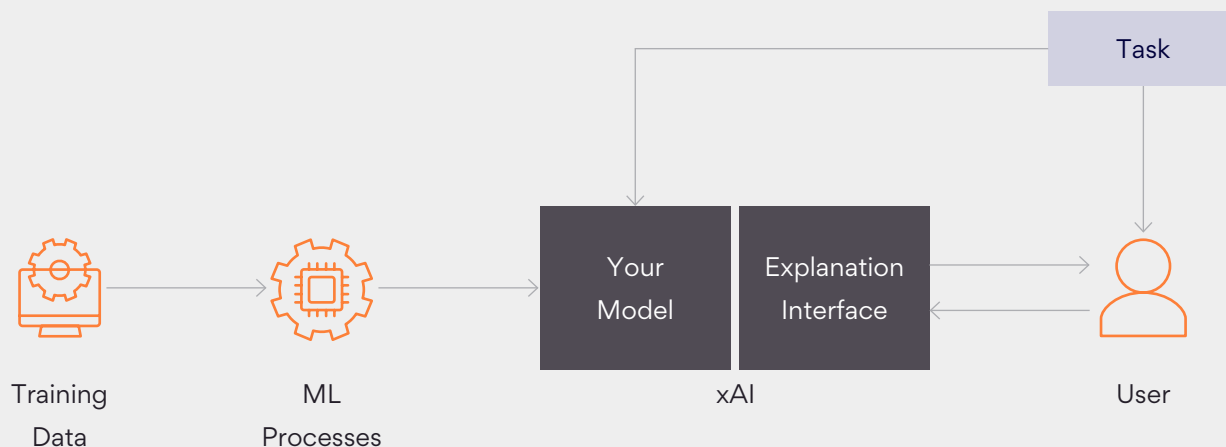 Task
Your
Model
Explanation
Interface
Training
Data
ML
Processes
xAI
User